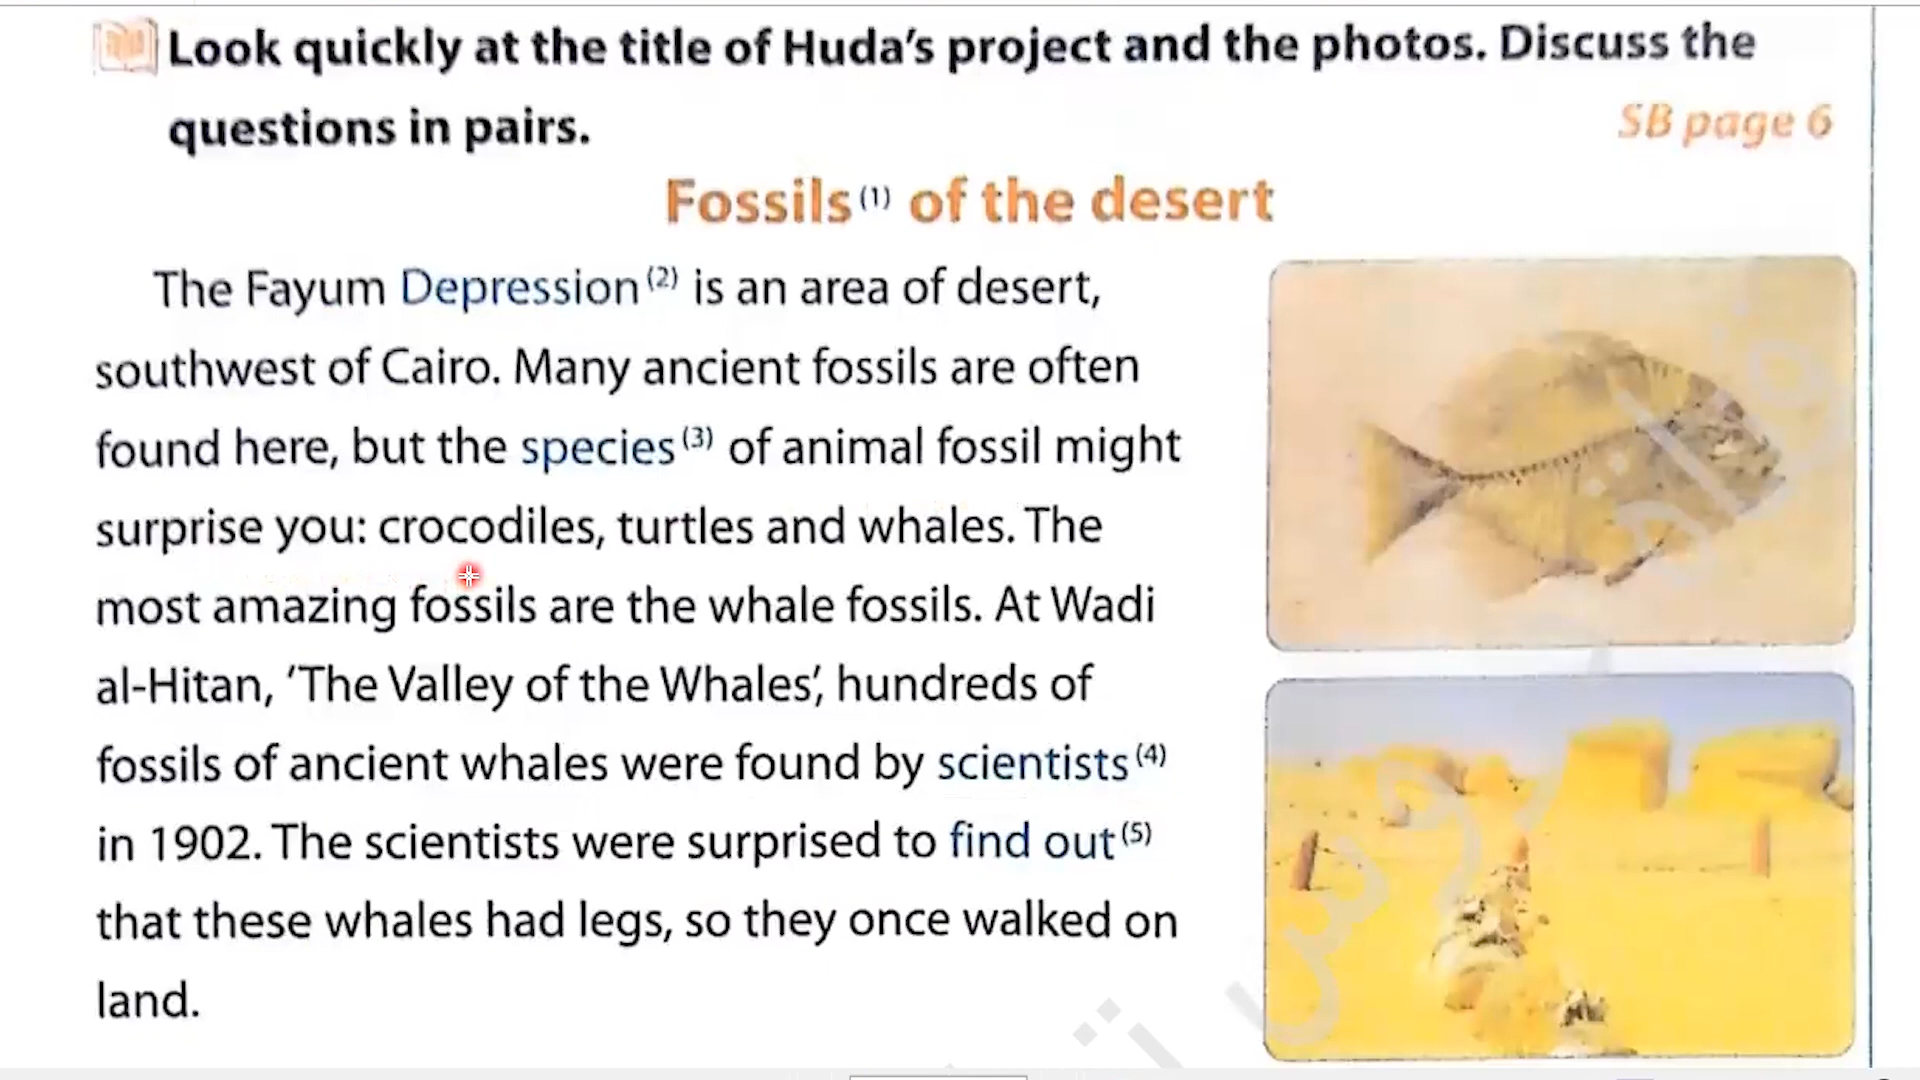 Look quickly at the title of Huda's project and the photos. Discuss the
questions in pairs.
SB page 6
Fossils (1) of the desert
The Fayum Depression (2) is an area of desert,
southwest of Cairo. Many ancient fossils are often
found here, but the species (3) of animal fossil might
surprise you: crocodiles, turtles and whales. The
most amazing fossils are the whale fossils. At Wadi
al-Hitan, 'The Valley of the Whales', hundreds of
fossils of ancient whales were found by scientists (4)
in 1902. The scientists were surprised to find out (5)
that these whales had legs, so they once walked on
land.